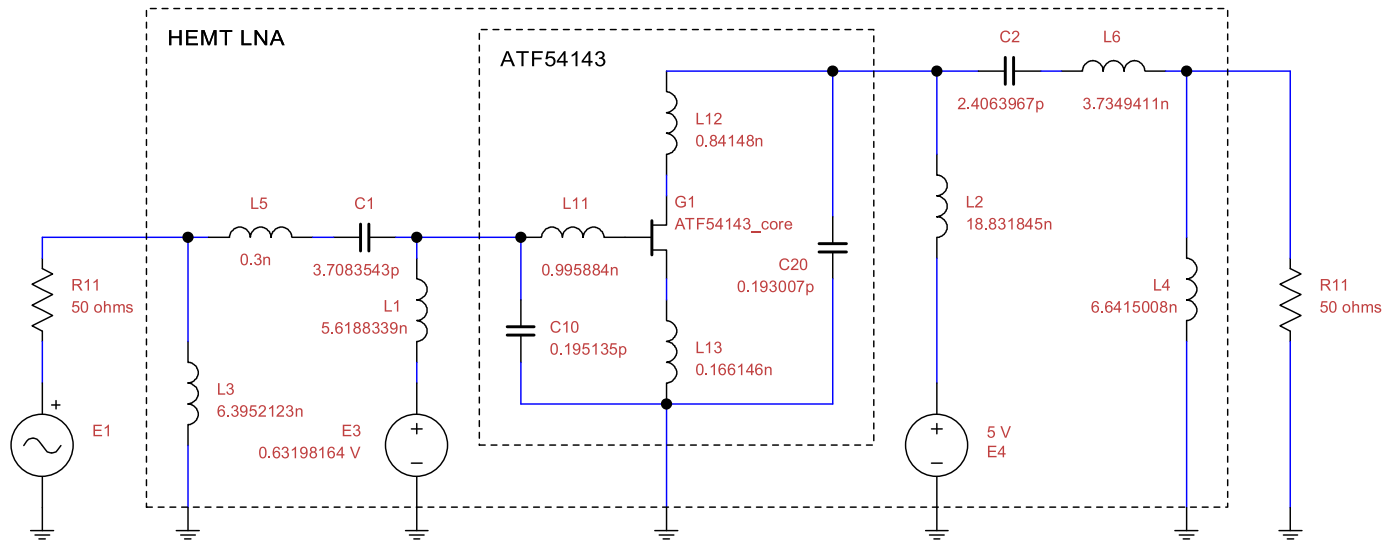 HEMT LNA
ATF54143
C2
2.4063967p
L6
3.7349411n
L12
0.84148n
G1
ATF54143_core
L5
0.3n
C1
3.7083543p
L11
0.995884n
L2
18.831845n
C20
0.193007p
R11
50 ohms
L1
5.6188339n
C10
0.195135p
L13
0.166146n
L4
6.6415008n
R11
50 ohms
L3
6.3952123n
+
E1
E3
0.63198164 V
+
−
+
−
5 V
E4